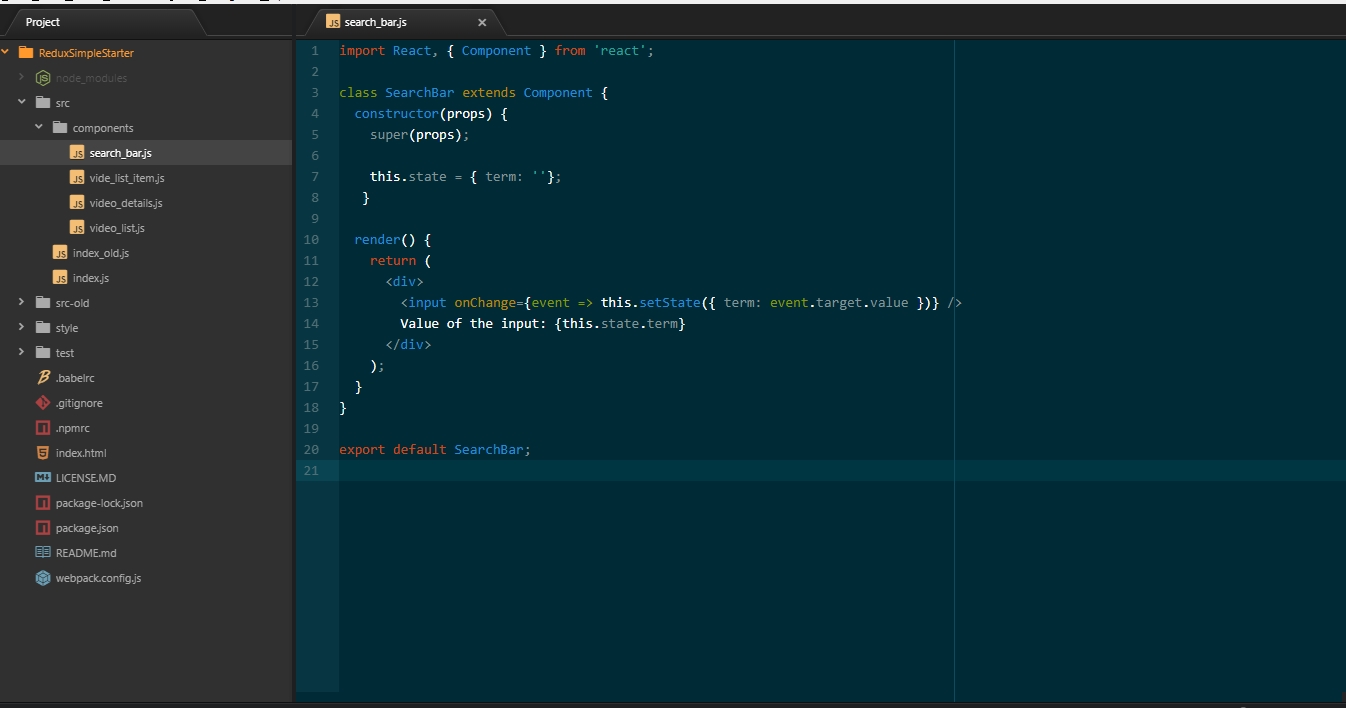 Project
ReduxSimpleStarter
node_modules
src
components
search_bar.js
vide_list_item.js
video_details.js
video_list.js
index_old.js
index.js
src-old
style
test
.babelrc
.gitignore
.npmrc
index.html
LICENSE.MD
package-lock.json
package.json
README.md
webpack.config.js
search_bar.js
1 import React, { Component } from 'react';
2
3 class SearchBar extends Component {
4   constructor(props) {
5     super(props);
6
7     this.state = { term: ''};
8    }
9
10   render() {
11     return (
12       <div>
13         <input onChange={event => this.setState({ term: event.target.value })} />
14         Value of the input: {this.state.term}
15       </div>
16     );
17   }
18 }
19
20 export default SearchBar;
21